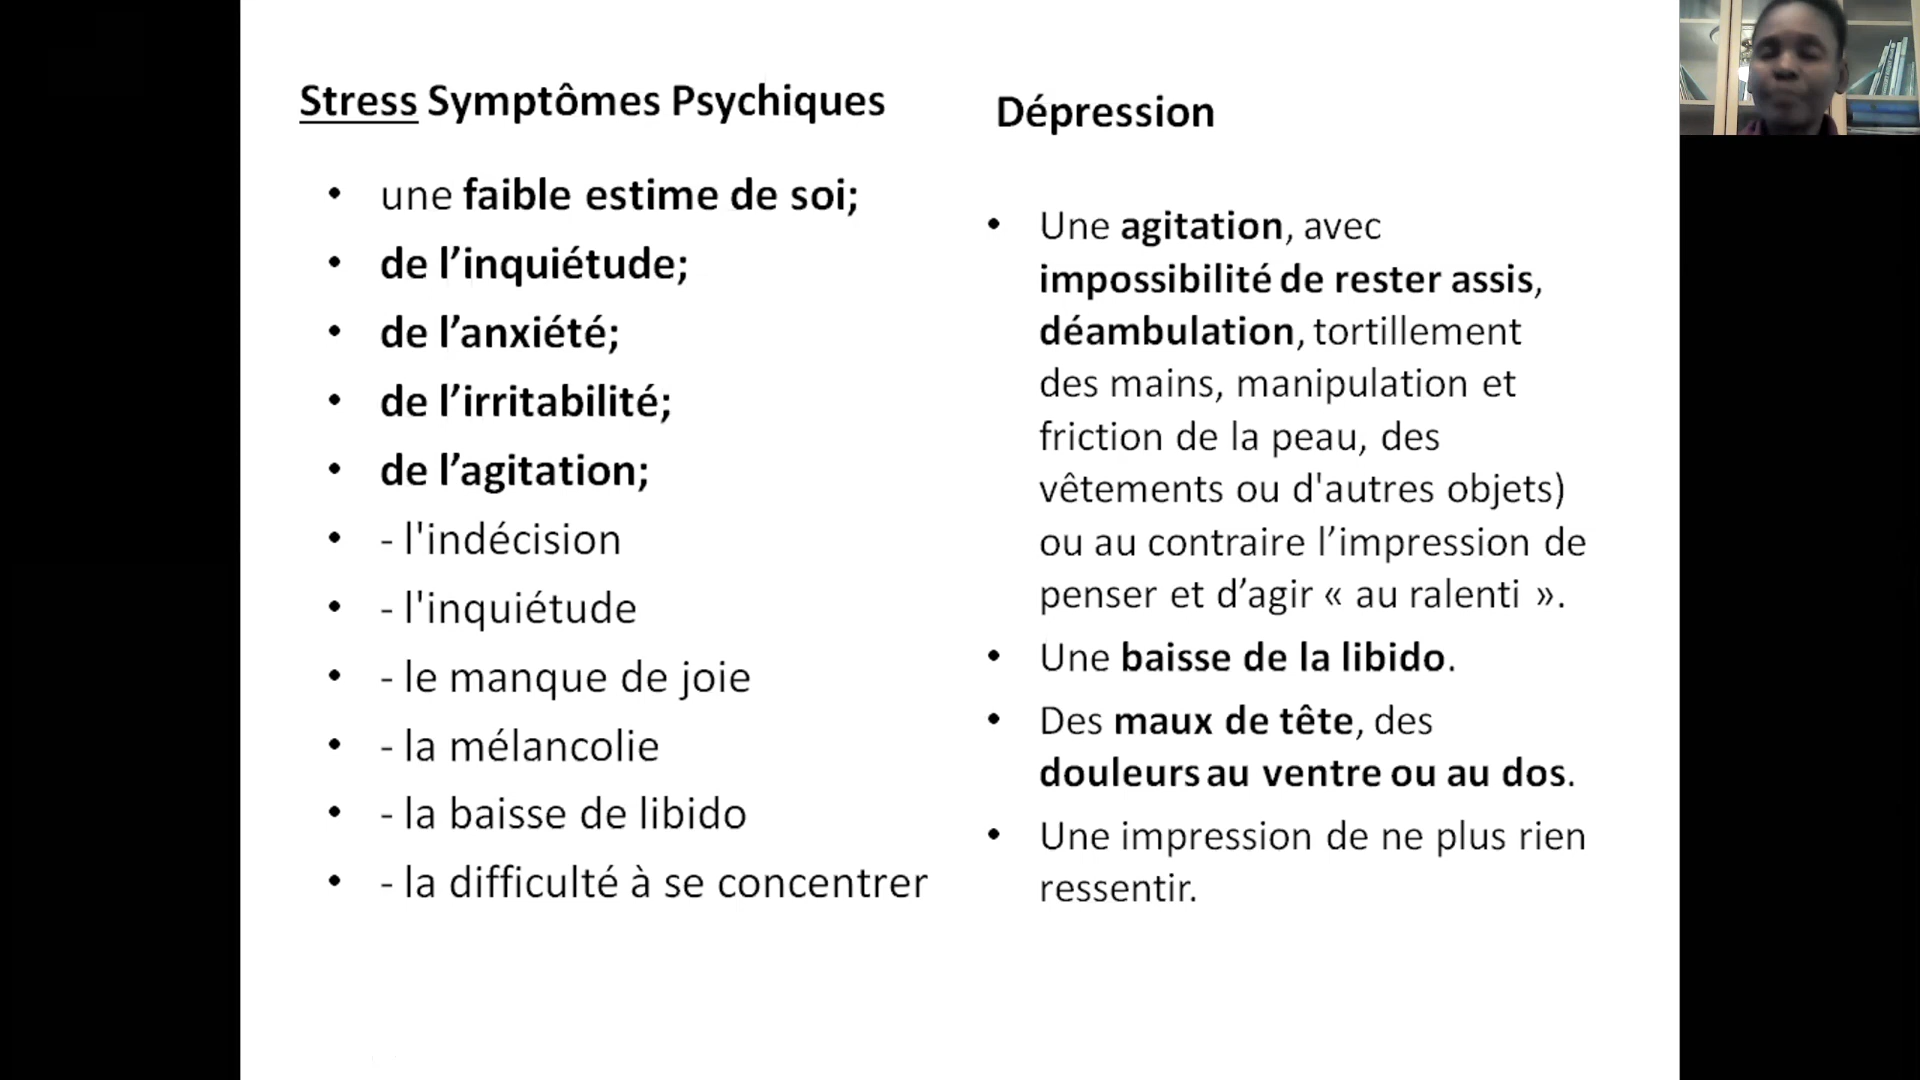 Stress Symptômes Psychiques
• une faible estime de soi;
• de l’inquiétude;
• de l’anxiété;
• de l’irritabilité;
• de l’agitation;
• - l'indécision
• - l'inquiétude
• - le manque de joie
• - la mélancolie
• - la baisse de libido
• - la difficulté à se concentrer
Dépression
• Une agitation, avec
impossibilité de rester assis,
déambulation, tortillement
des mains, manipulation et
friction de la peau, des
vêtements ou d'autres objets)
ou au contraire l’impression de
penser et d’agir « au ralenti ».
• Une baisse de la libido.
• Des maux de tête, des
douleurs au ventre ou au dos.
• Une impression de ne plus rien
ressentir.